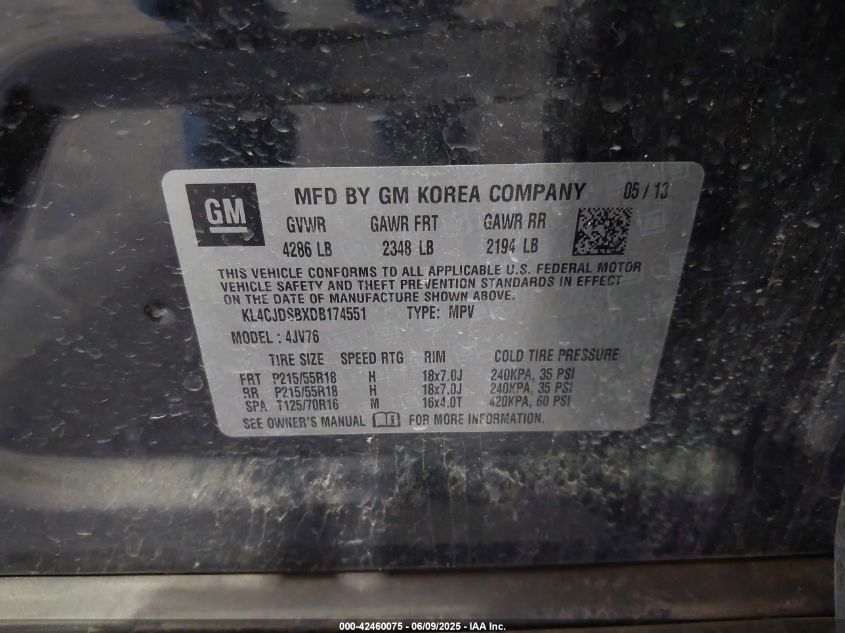 GM MFD BY GM KOREA COMPANY 05 / 13
GVWR GAWR FRT GAWR RR
4286 LB 2348 LB 2194 LB
THIS VEHICLE CONFORMS TO ALL APPLICABLE U.S. FEDERAL MOTOR
VEHICLE SAFETY AND THEFT PREVENTION STANDARDS IN EFFECT
ON THE DATE OF MANUFACTURE SHOWN ABOVE.
KL4CJDSBXDB174551 TYPE: MPV
MODEL : 4JV76
TIRE SIZE SPEED RTG RIM COLD TIRE PRESSURE
FRT P215/55R18 H 18x7.0J 240KPA, 35 PSI
RR P215/55R18 H 18x7.0J 240KPA, 35 PSI
SPA T125/70R16 M 16x4.0T 420KPA, 60 PSI
SEE OWNER'S MANUAL FOR MORE INFORMATION.
000-42460075 - 06/09/2025 - IAA Inc.